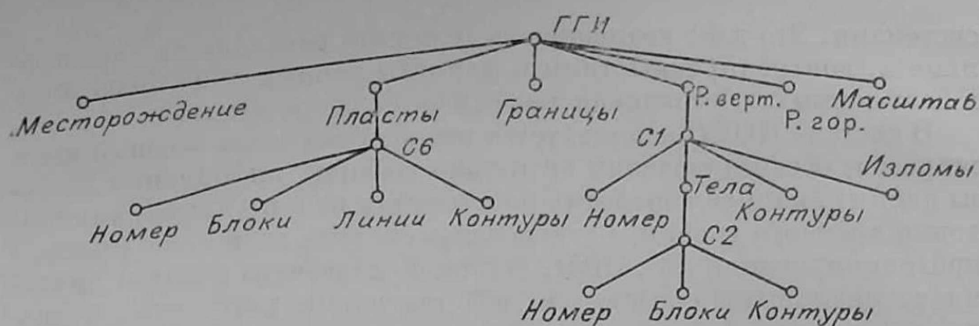 ГГИ
Месторождение
Пласты
Границы
Р. верт.
Р. гор.
Масштаб
С6
С1
Номер
Блоки
Линии
Контуры
Номер
Тела
Контуры
Изломы
С2
Номер
Блоки
Контуры